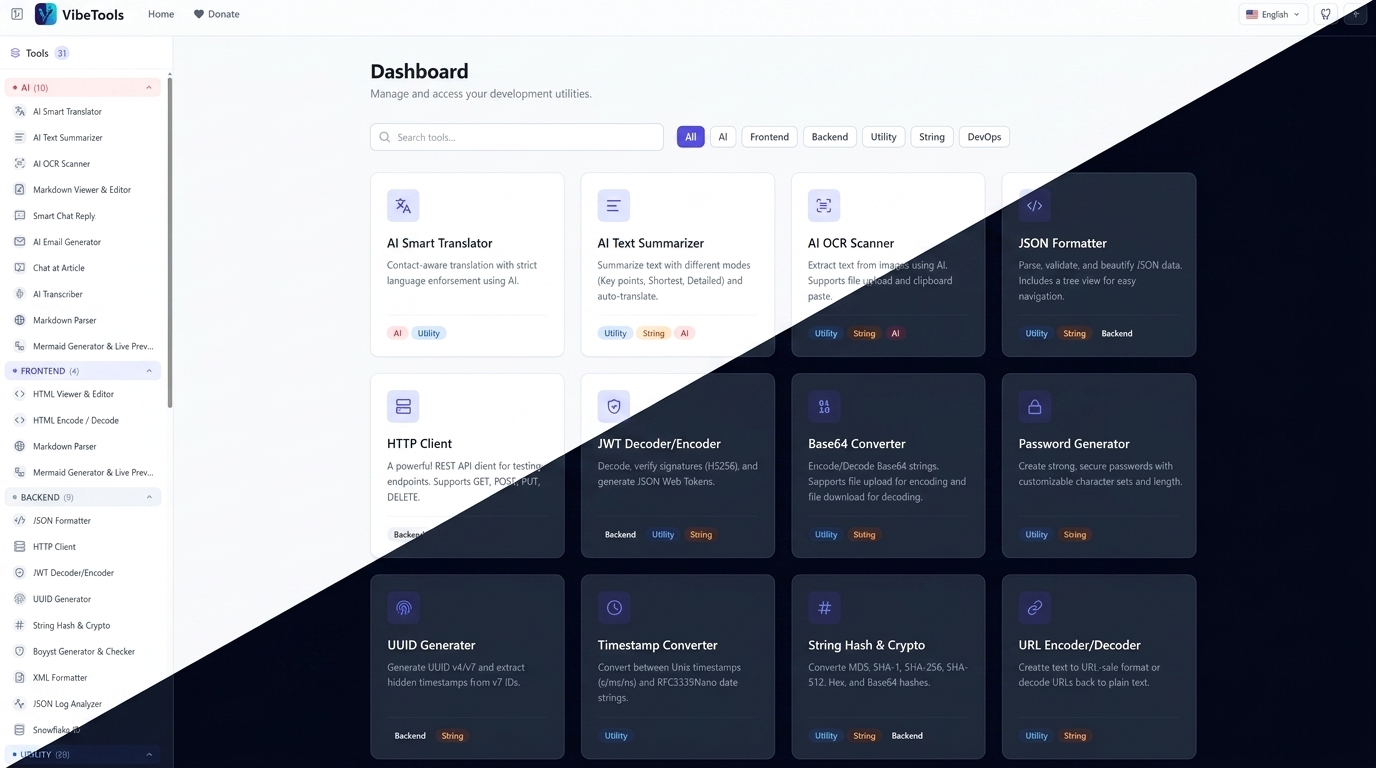 VibeTools
Home
Donate
English
Tools 31
AI (10)
AI Smart Translator
AI Text Summarizer
AI OCR Scanner
Markdown Viewer & Editor
Smart Chat Reply
AI Email Generator
Chat at Article
AI Transcriber
Markdown Parser
Mermaid Generator & Live Prev...
FRONTEND (4)
HTML Viewer & Editor
HTML Encode / Decode
Markdown Parser
Mermaid Generator & Live Prev...
BACKEND (9)
JSON Formatter
HTTP Client
JWT Decoder/Encoder
UUID Generator
String Hash & Crypto
Boyyst Generator & Checker
XML Formatter
JSON Log Analyzer
Snowflake ID
UTILITY (29)
Dashboard
Manage and access your development utilities.
Search tools...
All
AI
Frontend
Backend
Utility
String
DevOps
AI Smart Translator
Contact-aware translation with strict
language enforsement using AI.
AI Utility
AI Text Summarizer
Summarize text with different modes
(Key points, Shortest, Detailed) and
auto-translate.
Utility String AI
AI OCR Scanner
Extract text from images using AI.
Supports file upload and clipboard
paste.
Utility String AI
JSON Formatter
Parse, validate, and beautify JSON data.
Includes a tree view for easy
navigation.
Utility String Backend
HTTP Client
A powerful REST API dient for testing
endpoints. Supports GET, POSF, PUT,
DELETE.
Backend
JWT Decoder/Encoder
Decode, verify signatures (H5256), and
generate JSON Web Tokens.
Backend Utility String
Base64 Converter
Encode/Decode Base64 strings.
Supports file upload for encoding and
file download for decoding.
Utility String
Password Generator
Create strong, secure passwords with
customizable character sets and length.
Utility String
UUID Generater
Generate UUID v4/v7 and extract
hidden timestamps from v7 IDs.
Backend String
Timestamp Converter
Convert between Unis timestamps
(c/ms/ns) and RFC3335Nano date
strings.
Utility
String Hash & Crypto
Converte MD5, SHA-1, SHA-256, SHA-
512. Hex, and Base64 hashes.
Utility String Backend
URL Encoder/Decoder
Create text to URL-sale format or
decode URLs back to plain text.
Utility String